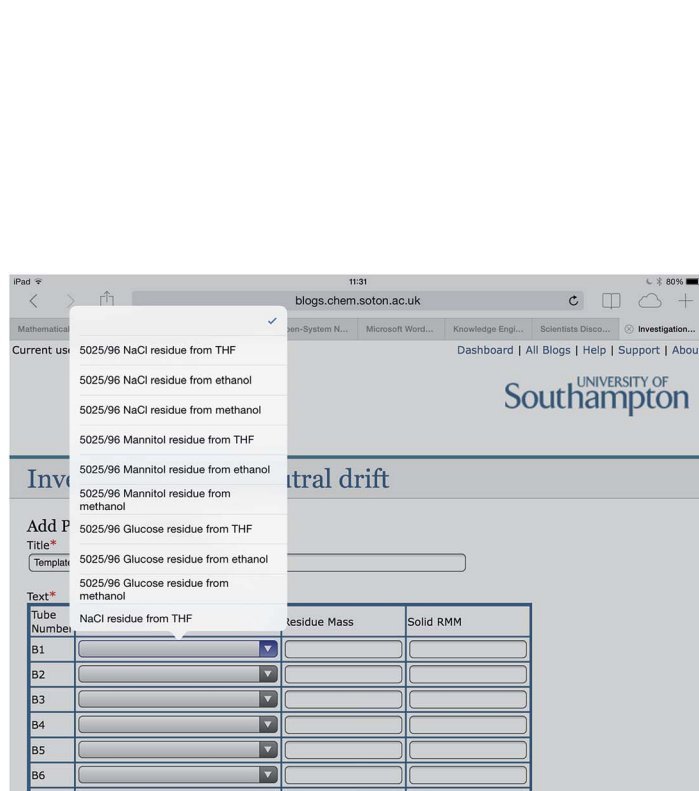 iPad 11:31 80%
blogs.chem.soton.ac.uk
Mathematical pen-System N... Microsoft Word... Knowledge Engi... Scientists Disco... Investigation...
Current use Dashboard | All Blogs | Help | Support | Abou
UNIVERSITY OF
Southampton
5025/96 NaCl residue from THF
5025/96 NaCl residue from ethanol
5025/96 NaCl residue from methanol
5025/96 Mannitol residue from THF
5025/96 Mannitol residue from ethanol
5025/96 Mannitol residue from
methanol
5025/96 Glucose residue from THF
5025/96 Glucose residue from ethanol
5025/96 Glucose residue from
methanol
NaCl residue from THF
Inve utral drift
Add P
Title*
Template
Text*
Tube
Number Residue Mass Solid RMM
B1
B2
B3
B4
B5
B6